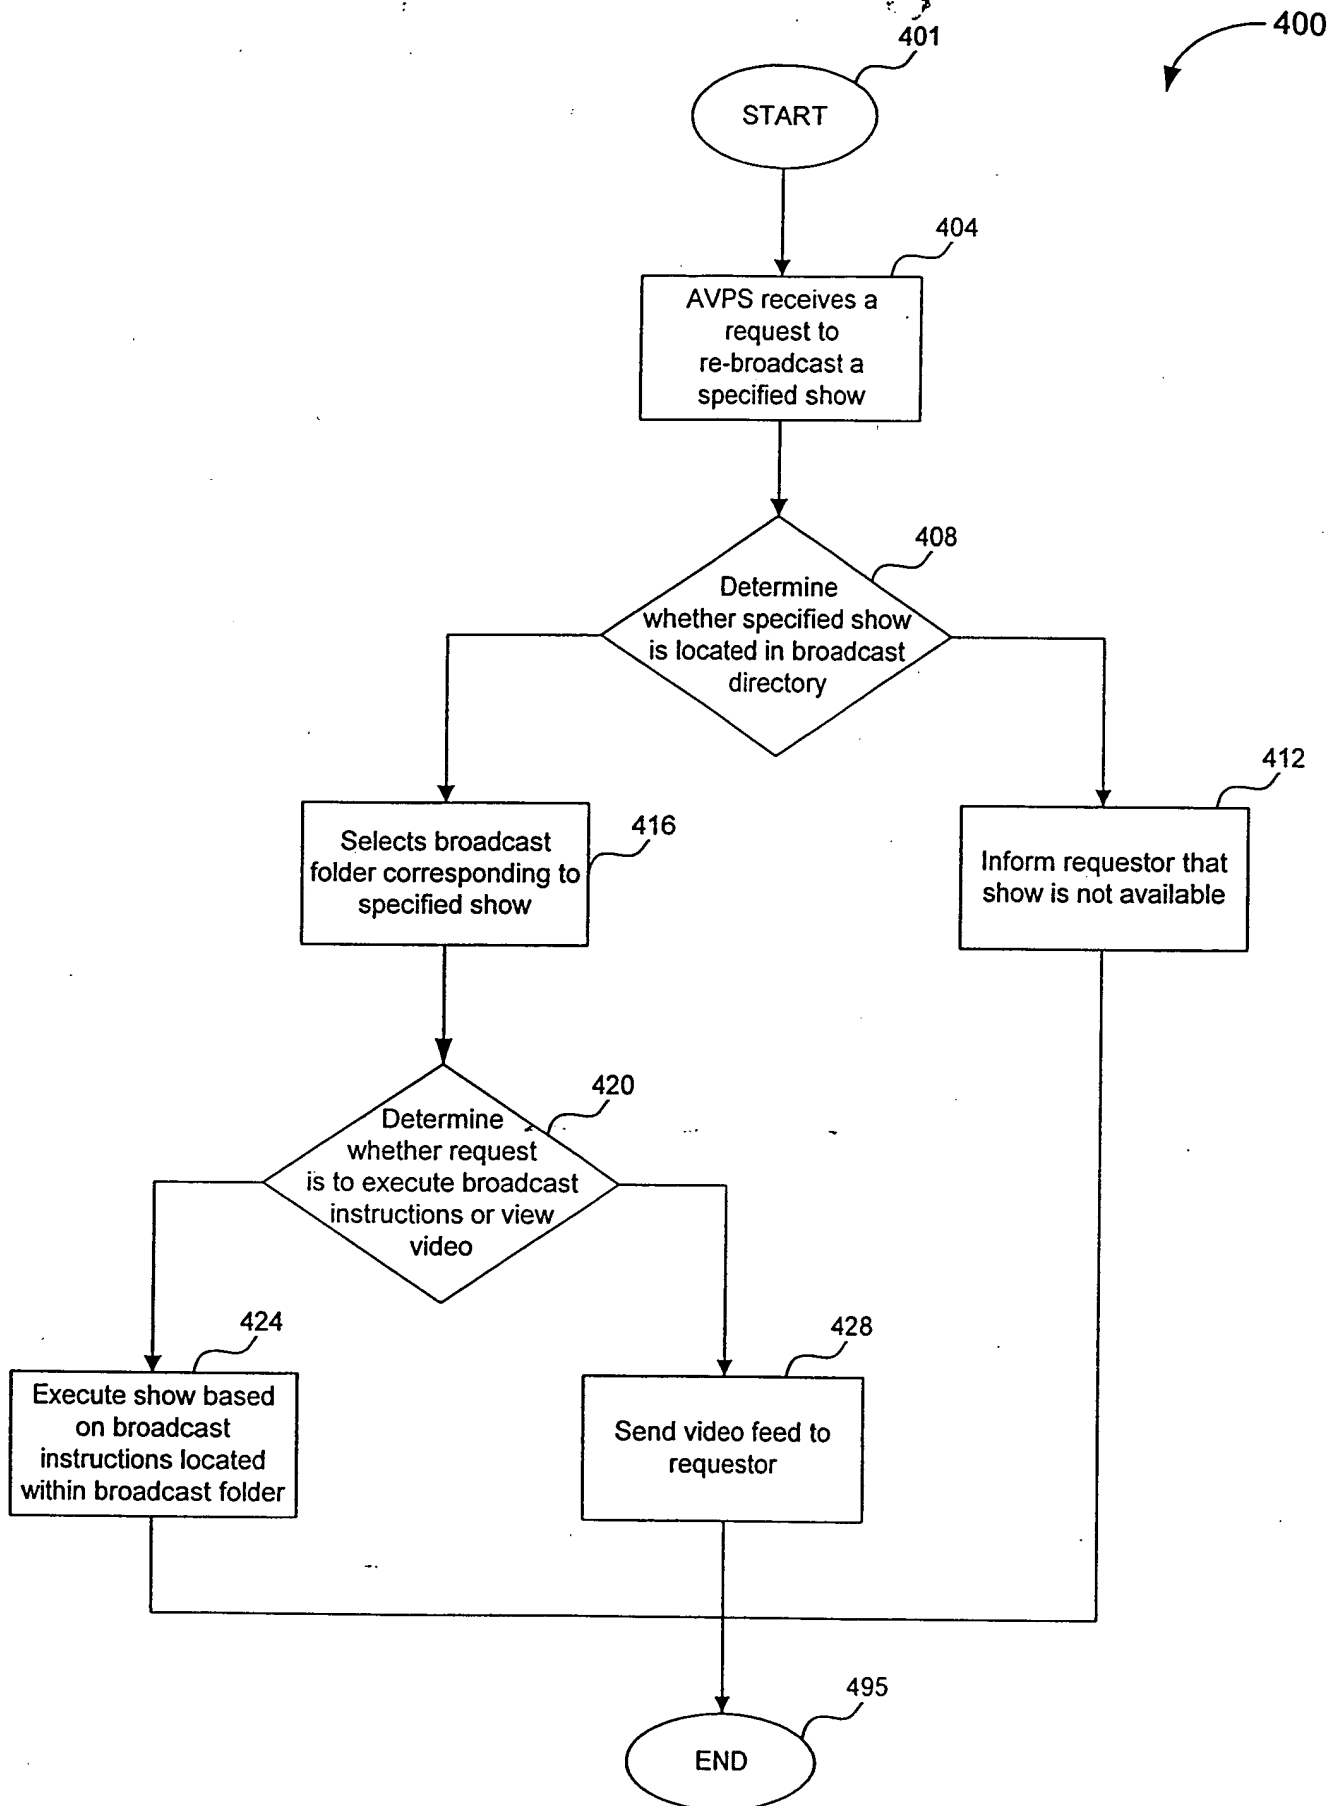 400
401
START
404
AVPS receives a
request to
re-broadcast a
specified show
408
Determine
whether specified show
is located in broadcast
directory
412
416
Selects broadcast
folder corresponding to
specified show
Inform requestor that
show is not available
420
Determine
whether request
is to execute broadcast
instructions or view
video
424
428
Execute show based
on broadcast
instructions located
within broadcast folder
Send video feed to
requestor
495
END